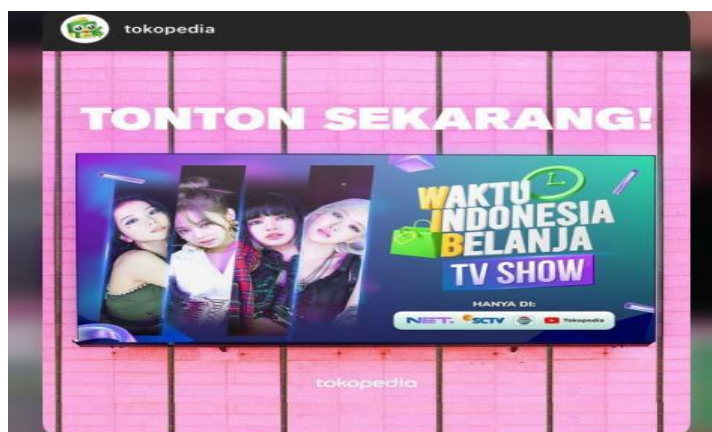 tokopedia
TONTON SEKARANG!
WAKTU
INDONESIA
BELANJA
TV SHOW
HANYA DI:
NET. SCTV Tokopedia
tokopedia